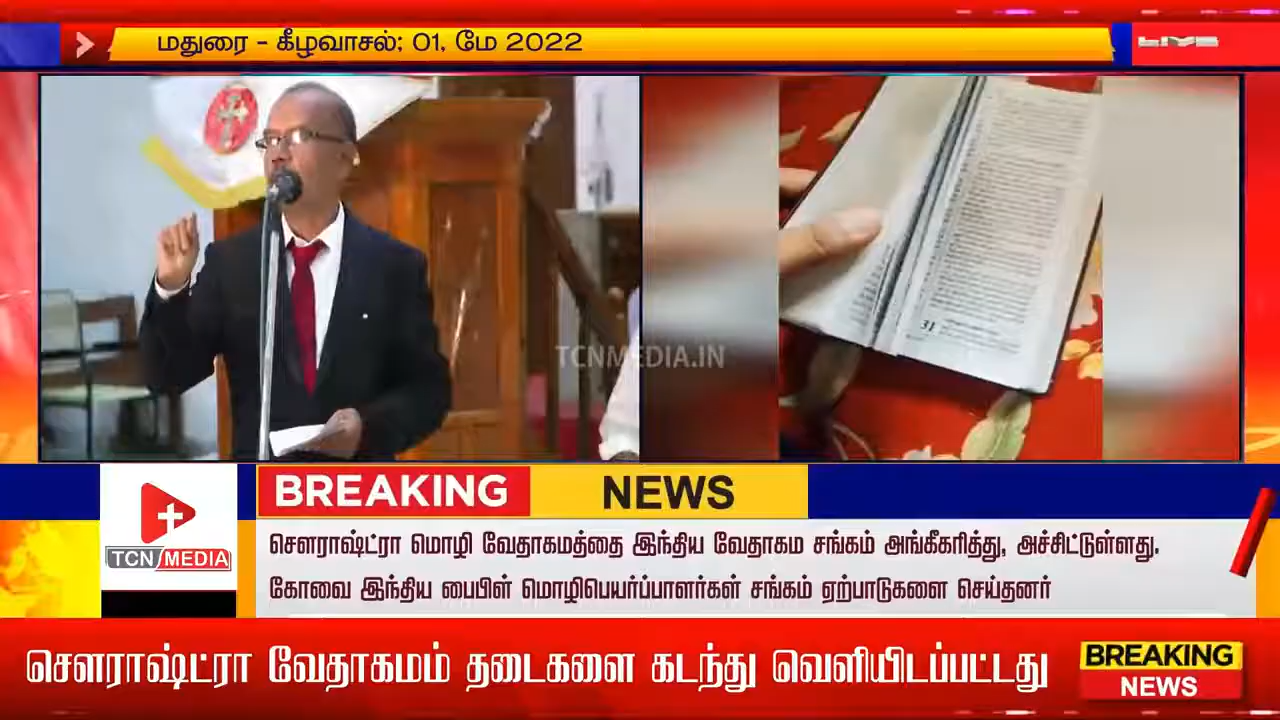 மதுரை - கீழவாசல்; 01, மே 2022
LIVE
TCNMEDIA.IN
31
BREAKING NEWS
TCN MEDIA
சௌராஷ்ட்ரா மொழி வேதாகமத்தை இந்திய வேதாகம சங்கம் அங்கீகரித்து, அச்சிட்டுள்ளது.
கோவை இந்திய பைபிள் மொழிபெயர்ப்பாளர்கள் சங்கம் ஏற்பாடுகளை செய்தனர்
சௌராஷ்ட்ரா வேதாகமம் தடைகளை கடந்து வெளியிடப்பட்டது
BREAKING
NEWS